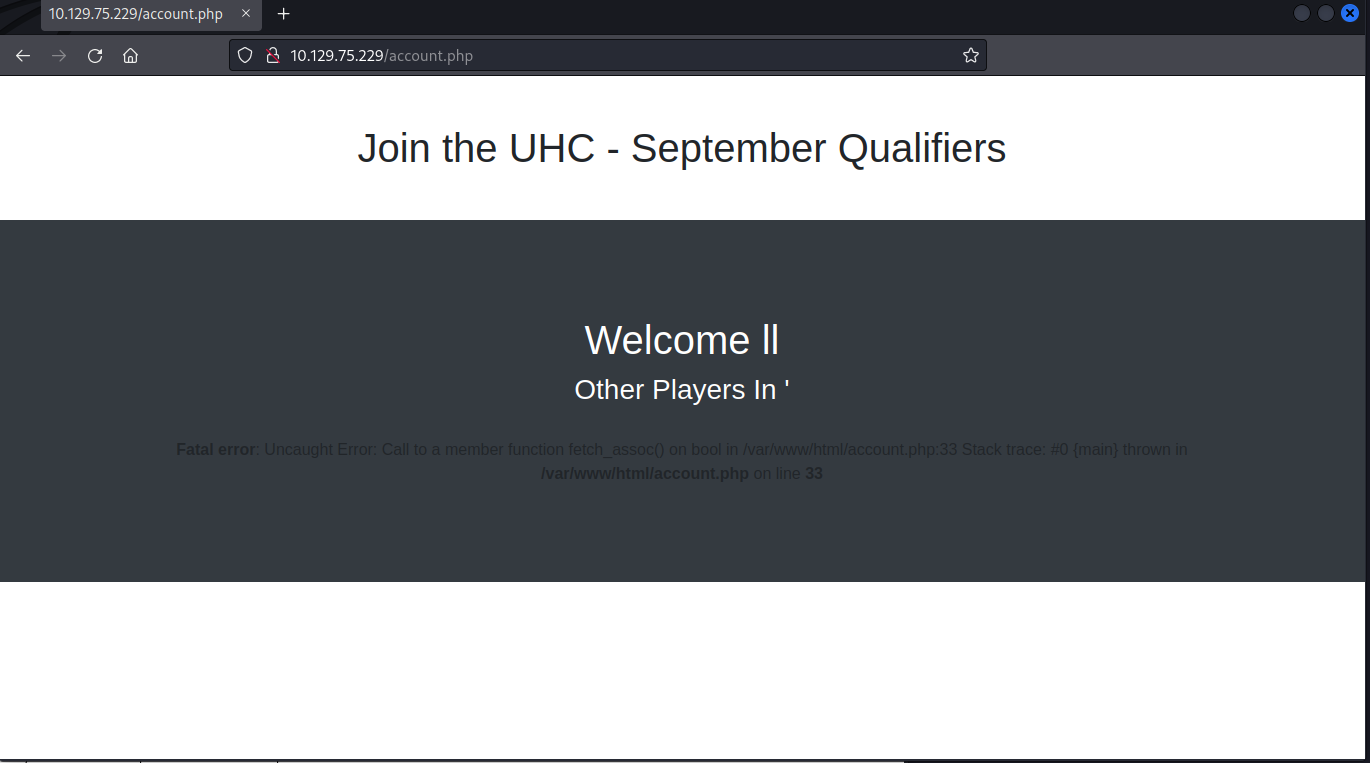 10.129.75.229/account.php
10.129.75.229/account.php
Join the UHC - September Qualifiers
Welcome ll
Other Players In '
Fatal error: Uncaught Error: Call to a member function fetch_assoc() on bool in /var/www/html/account.php:33 Stack trace: #0 {main} thrown in
/var/www/html/account.php on line 33